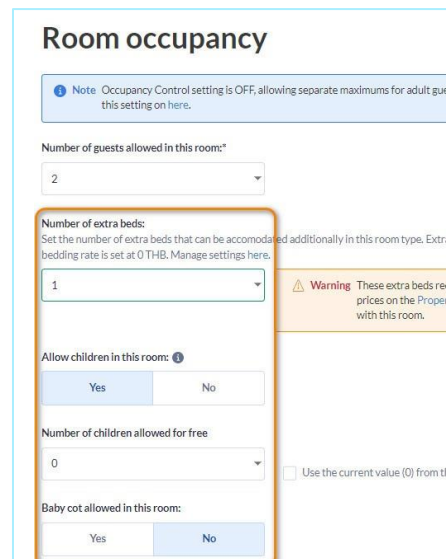 Room occupancy
Note Occupancy Control setting is OFF, allowing separate maximums for adult gue
this setting on here.
Number of guests allowed in this room:*
2
Number of extra beds:
Set the number of extra beds that can be accomodated additionally in this room type. Extra
bedding rate is set at 0 THB. Manage settings here.
1
Warning These extra beds re
prices on the Proper
with this room.
Allow children in this room:
Yes No
Number of children allowed for free
0
Use the current value (0) from th
Baby cot allowed in this room:
Yes No